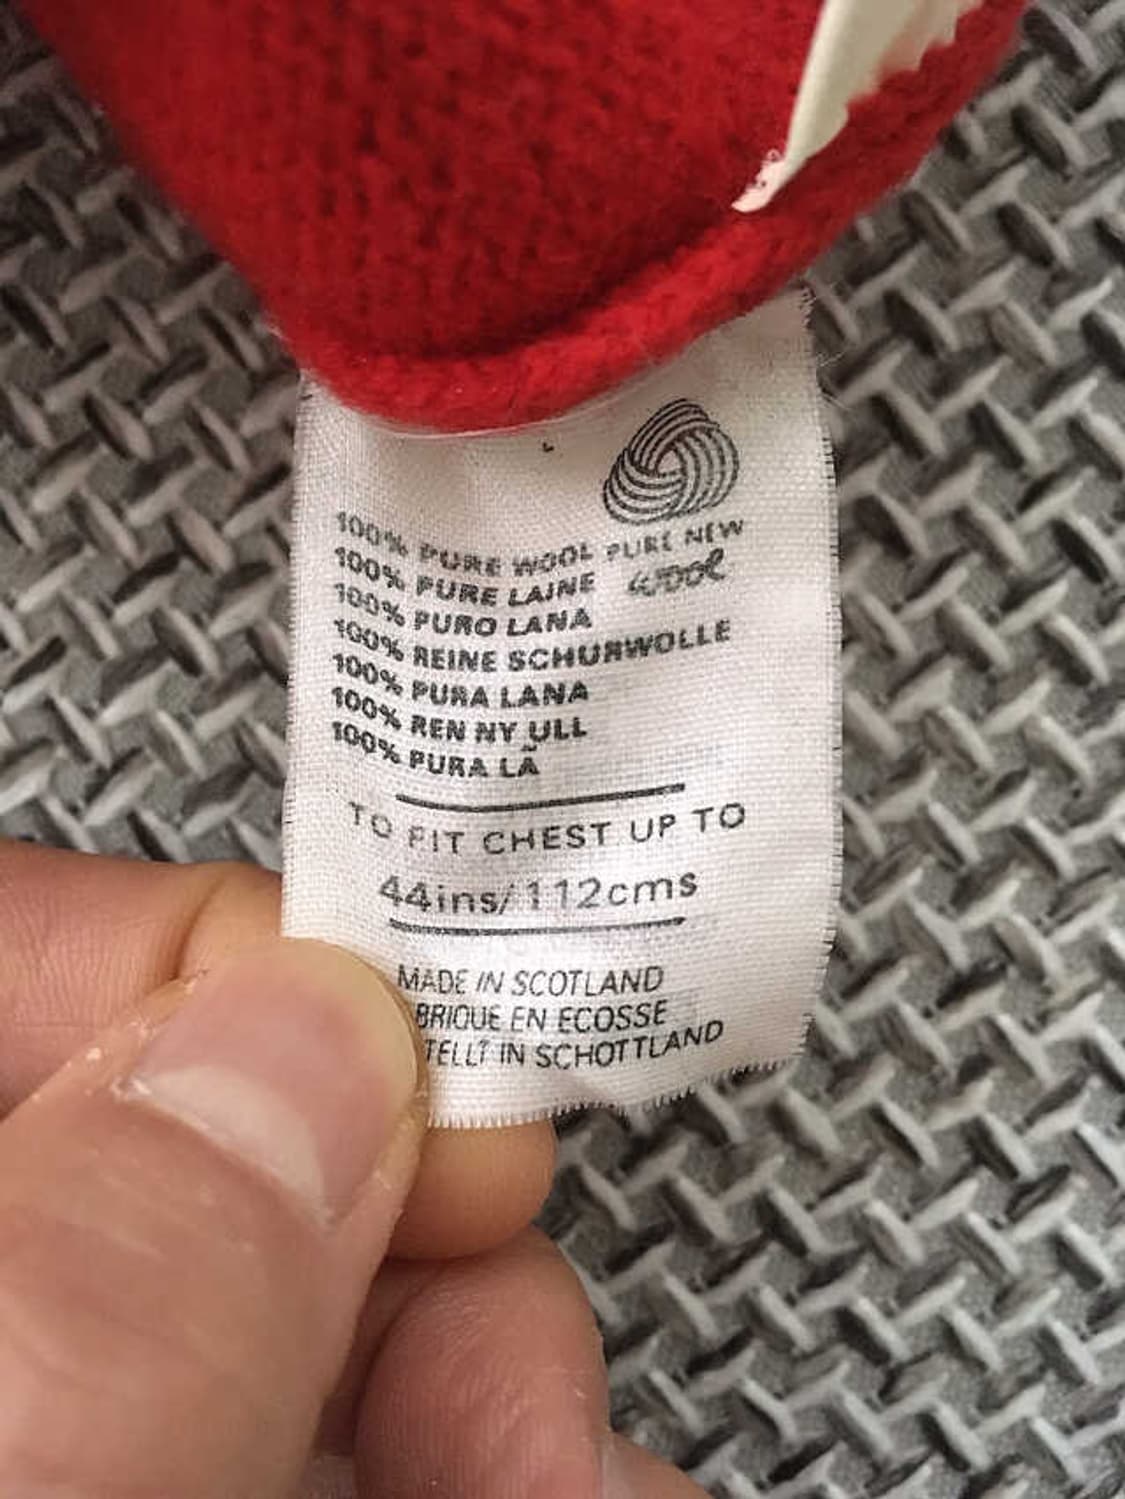 100% PURE WOOL
100% PURE LAINE
100% PURO LANA
100% REINE SCHURWOLLE
100% PURA LANA
100% REN NY ULL
100% PURA LÃ
PURE NEW
wool
TO FIT CHEST UP TO
44ins/112cms
MADE IN SCOTLAND
BRIQUE EN ECOSSE
TELLT IN SCHOTTLAND